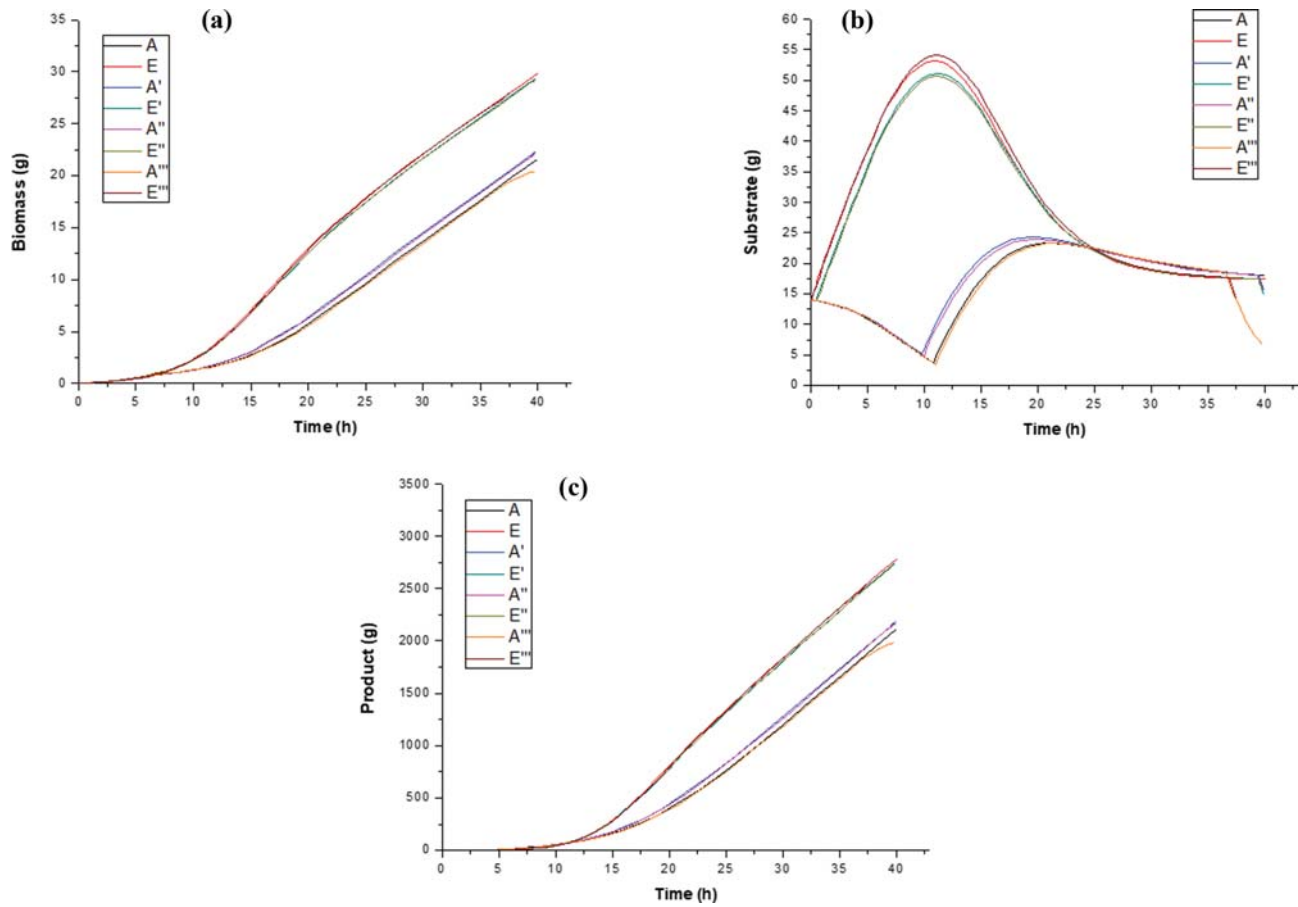 (a)
35
30
25
20
15
10
5
0
Biomass (g)
A
E
A'
E'
A"
E"
A'"
E'"
0 5 10 15 20 25 30 35 40
Time (h)
(b)
60
55
50
45
40
35
30
25
20
15
10
5
0
Substrate (g)
A
E
A'
E'
A"
E"
A'"
E'"
0 5 10 15 20 25 30 35 40
Time (h)
(c)
3500
3000
2500
2000
1500
1000
500
0
Product (g)
A
E
A'
E'
A"
E"
A'"
E'"
0 5 10 15 20 25 30 35 40
Time (h)